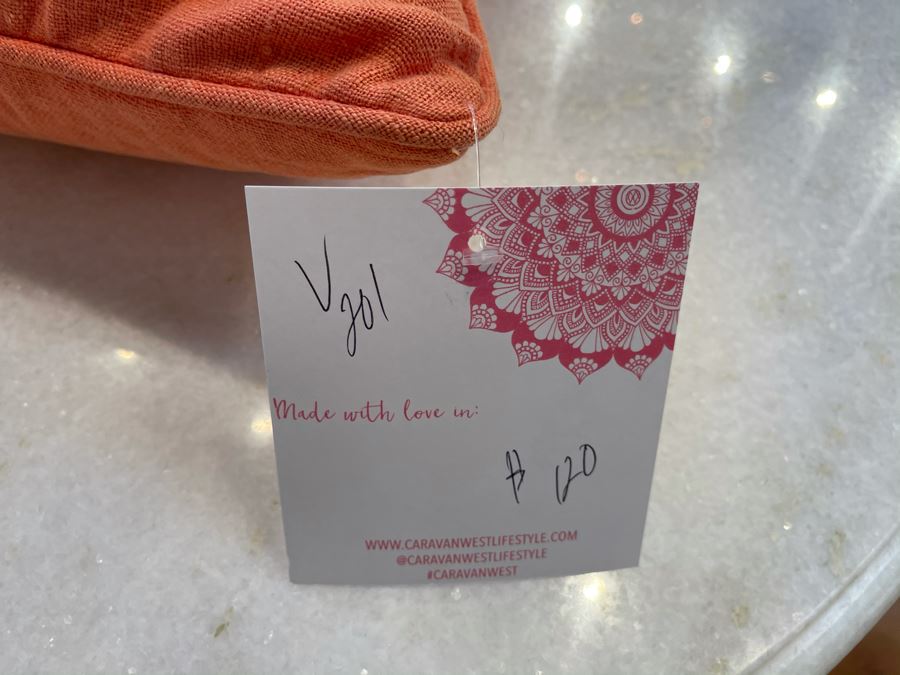 V201
Made with love in:
$ 120
WWW.CARAVANWESTLIFESTYLE.COM
@CARAVANWESTLIFESTYLE
#CARAVANWEST